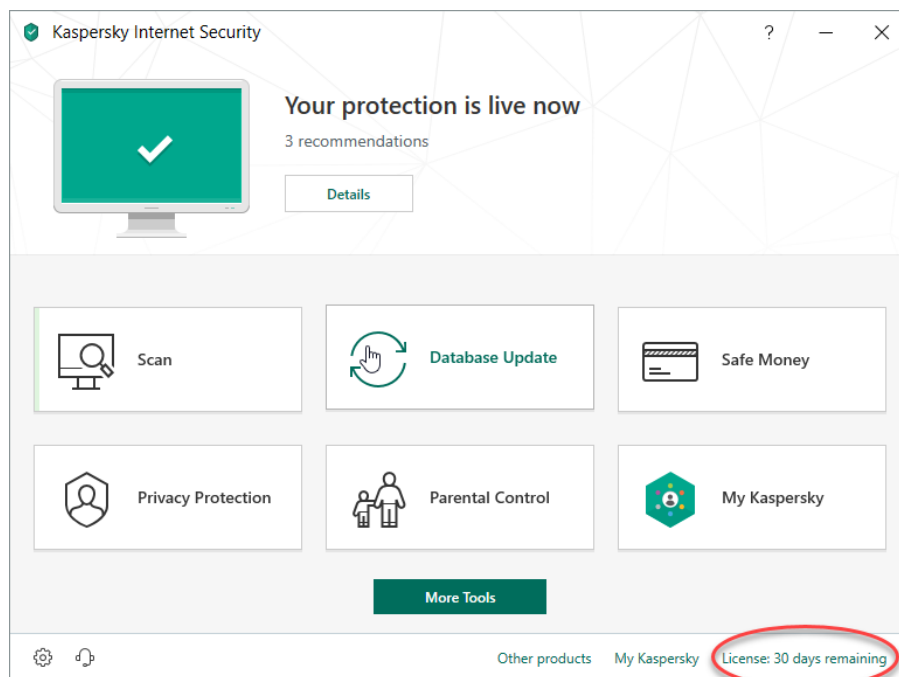 Kaspersky Internet Security
?
Your protection is live now
3 recommendations
Details
Scan
Database Update
Safe Money
Privacy Protection
Parental Control
My Kaspersky
More Tools
Other products
My Kaspersky
License: 30 days remaining